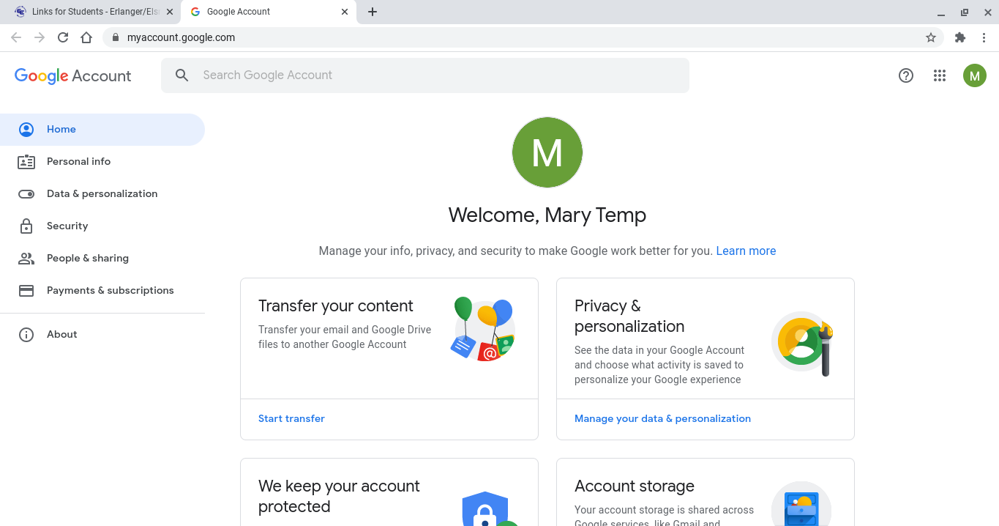 Links for Students - Erlanger/Els
Google Account
myaccount.google.com
Google Account
Search Google Account
M
Home
Personal info
Data & personalization
Security
People & sharing
Payments & subscriptions
About
M
Welcome, Mary Temp
Manage your info, privacy, and security to make Google work better for you. Learn more
Transfer your content
Transfer your email and Google Drive
files to another Google Account
@
Start transfer
Privacy &
personalization
See the data in your Google Account
and choose what activity is saved to
personalize your Google experience
Manage your data & personalization
We keep your account
protected
Account storage
Your account storage is shared across
Google services, like Gmail and